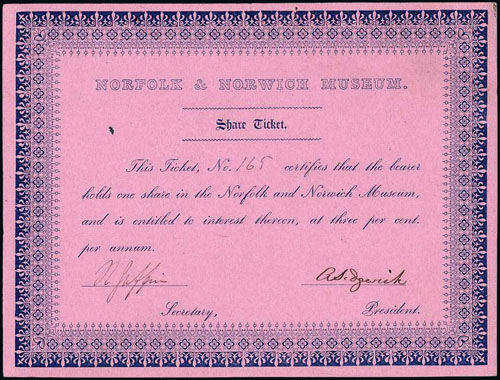 NORFOLK & NORWICH MUSEUM.
Share Ticket.
This Ticket, No. 165 certifies that the bearer
holds one share in the Norfolk and Norwich Museum,
and is entitled to interest thereon, at three per cent.
per annum.
A Sedgwick
Secretary, President.